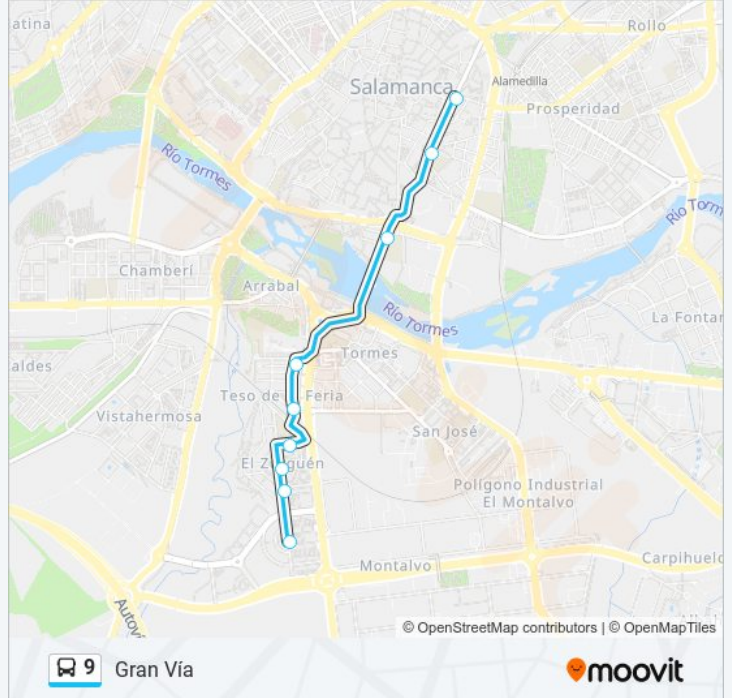 atina
Rollo
Salamanca
Alamedilla
Prosperidad
Río Tormes
Río Torm
Chamberí
Arrabal
Río Tormes
La Fontan
Tormes
aldes
Teso de la Feria
Vistahermosa
San José
El Zurguén
Polígono Industrial
El Montalvo
Montalvo
Carpihuelo
Autoví
© OpenStreetMap contributors | © OpenMapTiles
9 Gran Vía
moovit